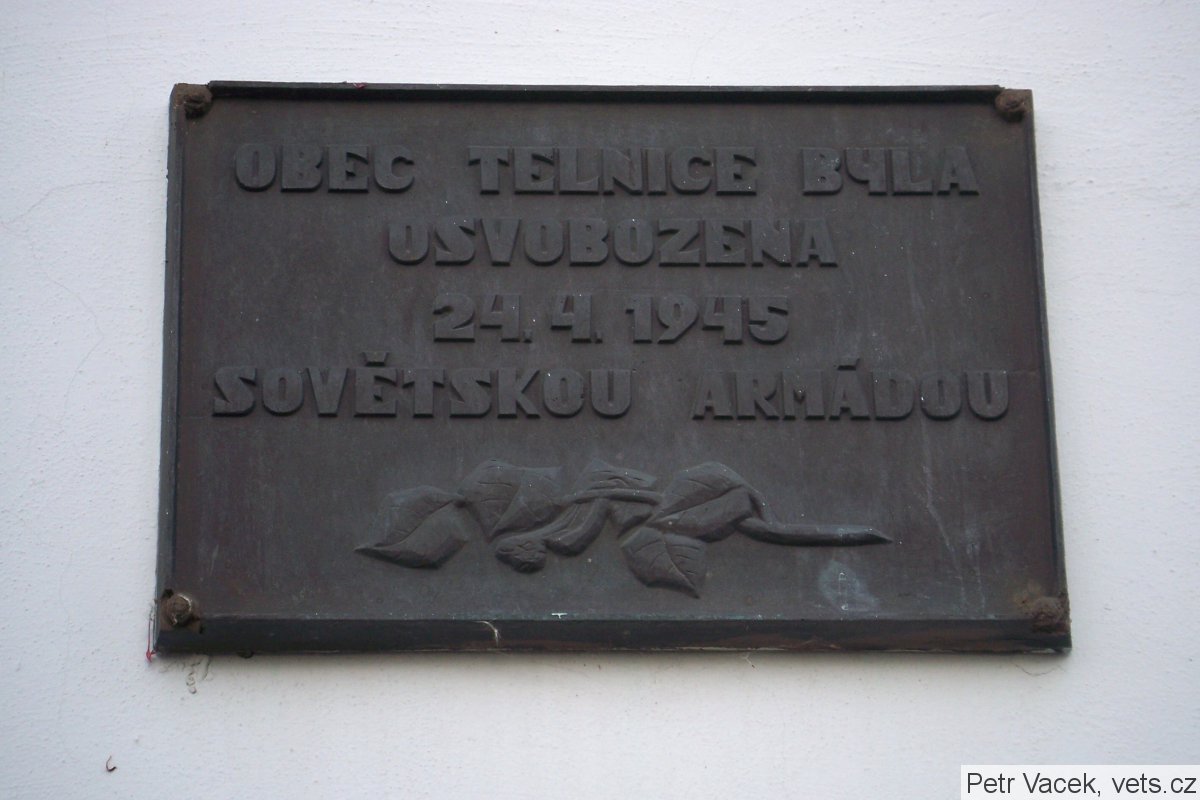 OBEC TELNICE BYLA
OSVOBOZENA
24. 4. 1945
SOVĚTSKOU ARMÁDOU
Petr Vacek, vets.cz